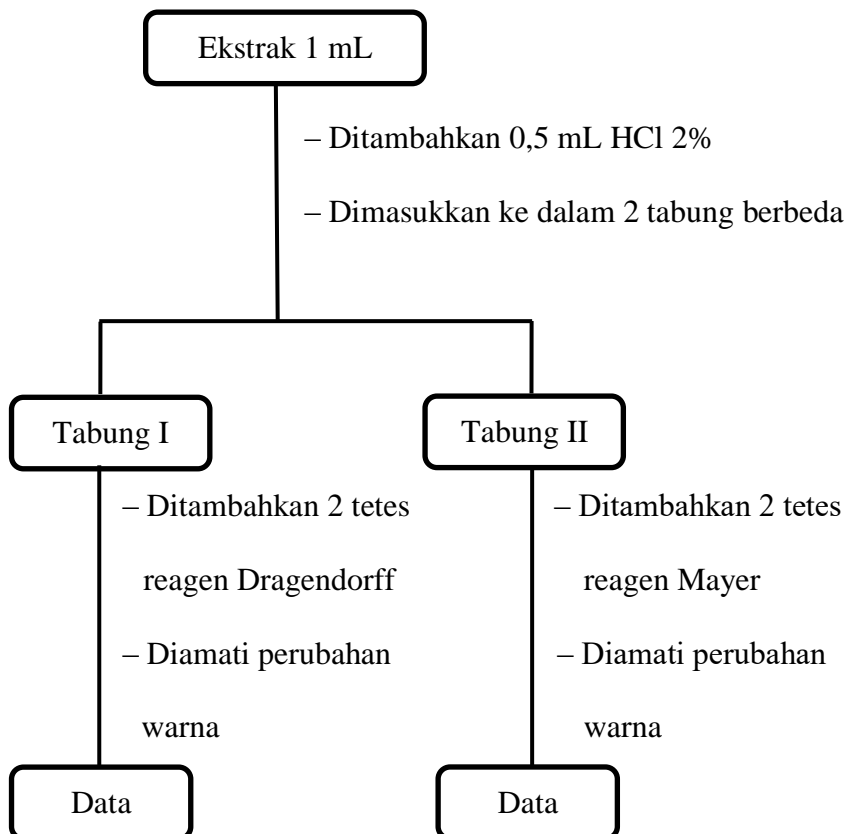 Ekstrak 1 mL
– Ditambahkan 0,5 mL HCl 2%
– Dimasukkan ke dalam 2 tabung berbeda
Tabung I
– Ditambahkan 2 tetes
reagen Dragendorff
– Diamati perubahan
warna
Data
Tabung II
– Ditambahkan 2 tetes
reagen Mayer
– Diamati perubahan
warna
Data